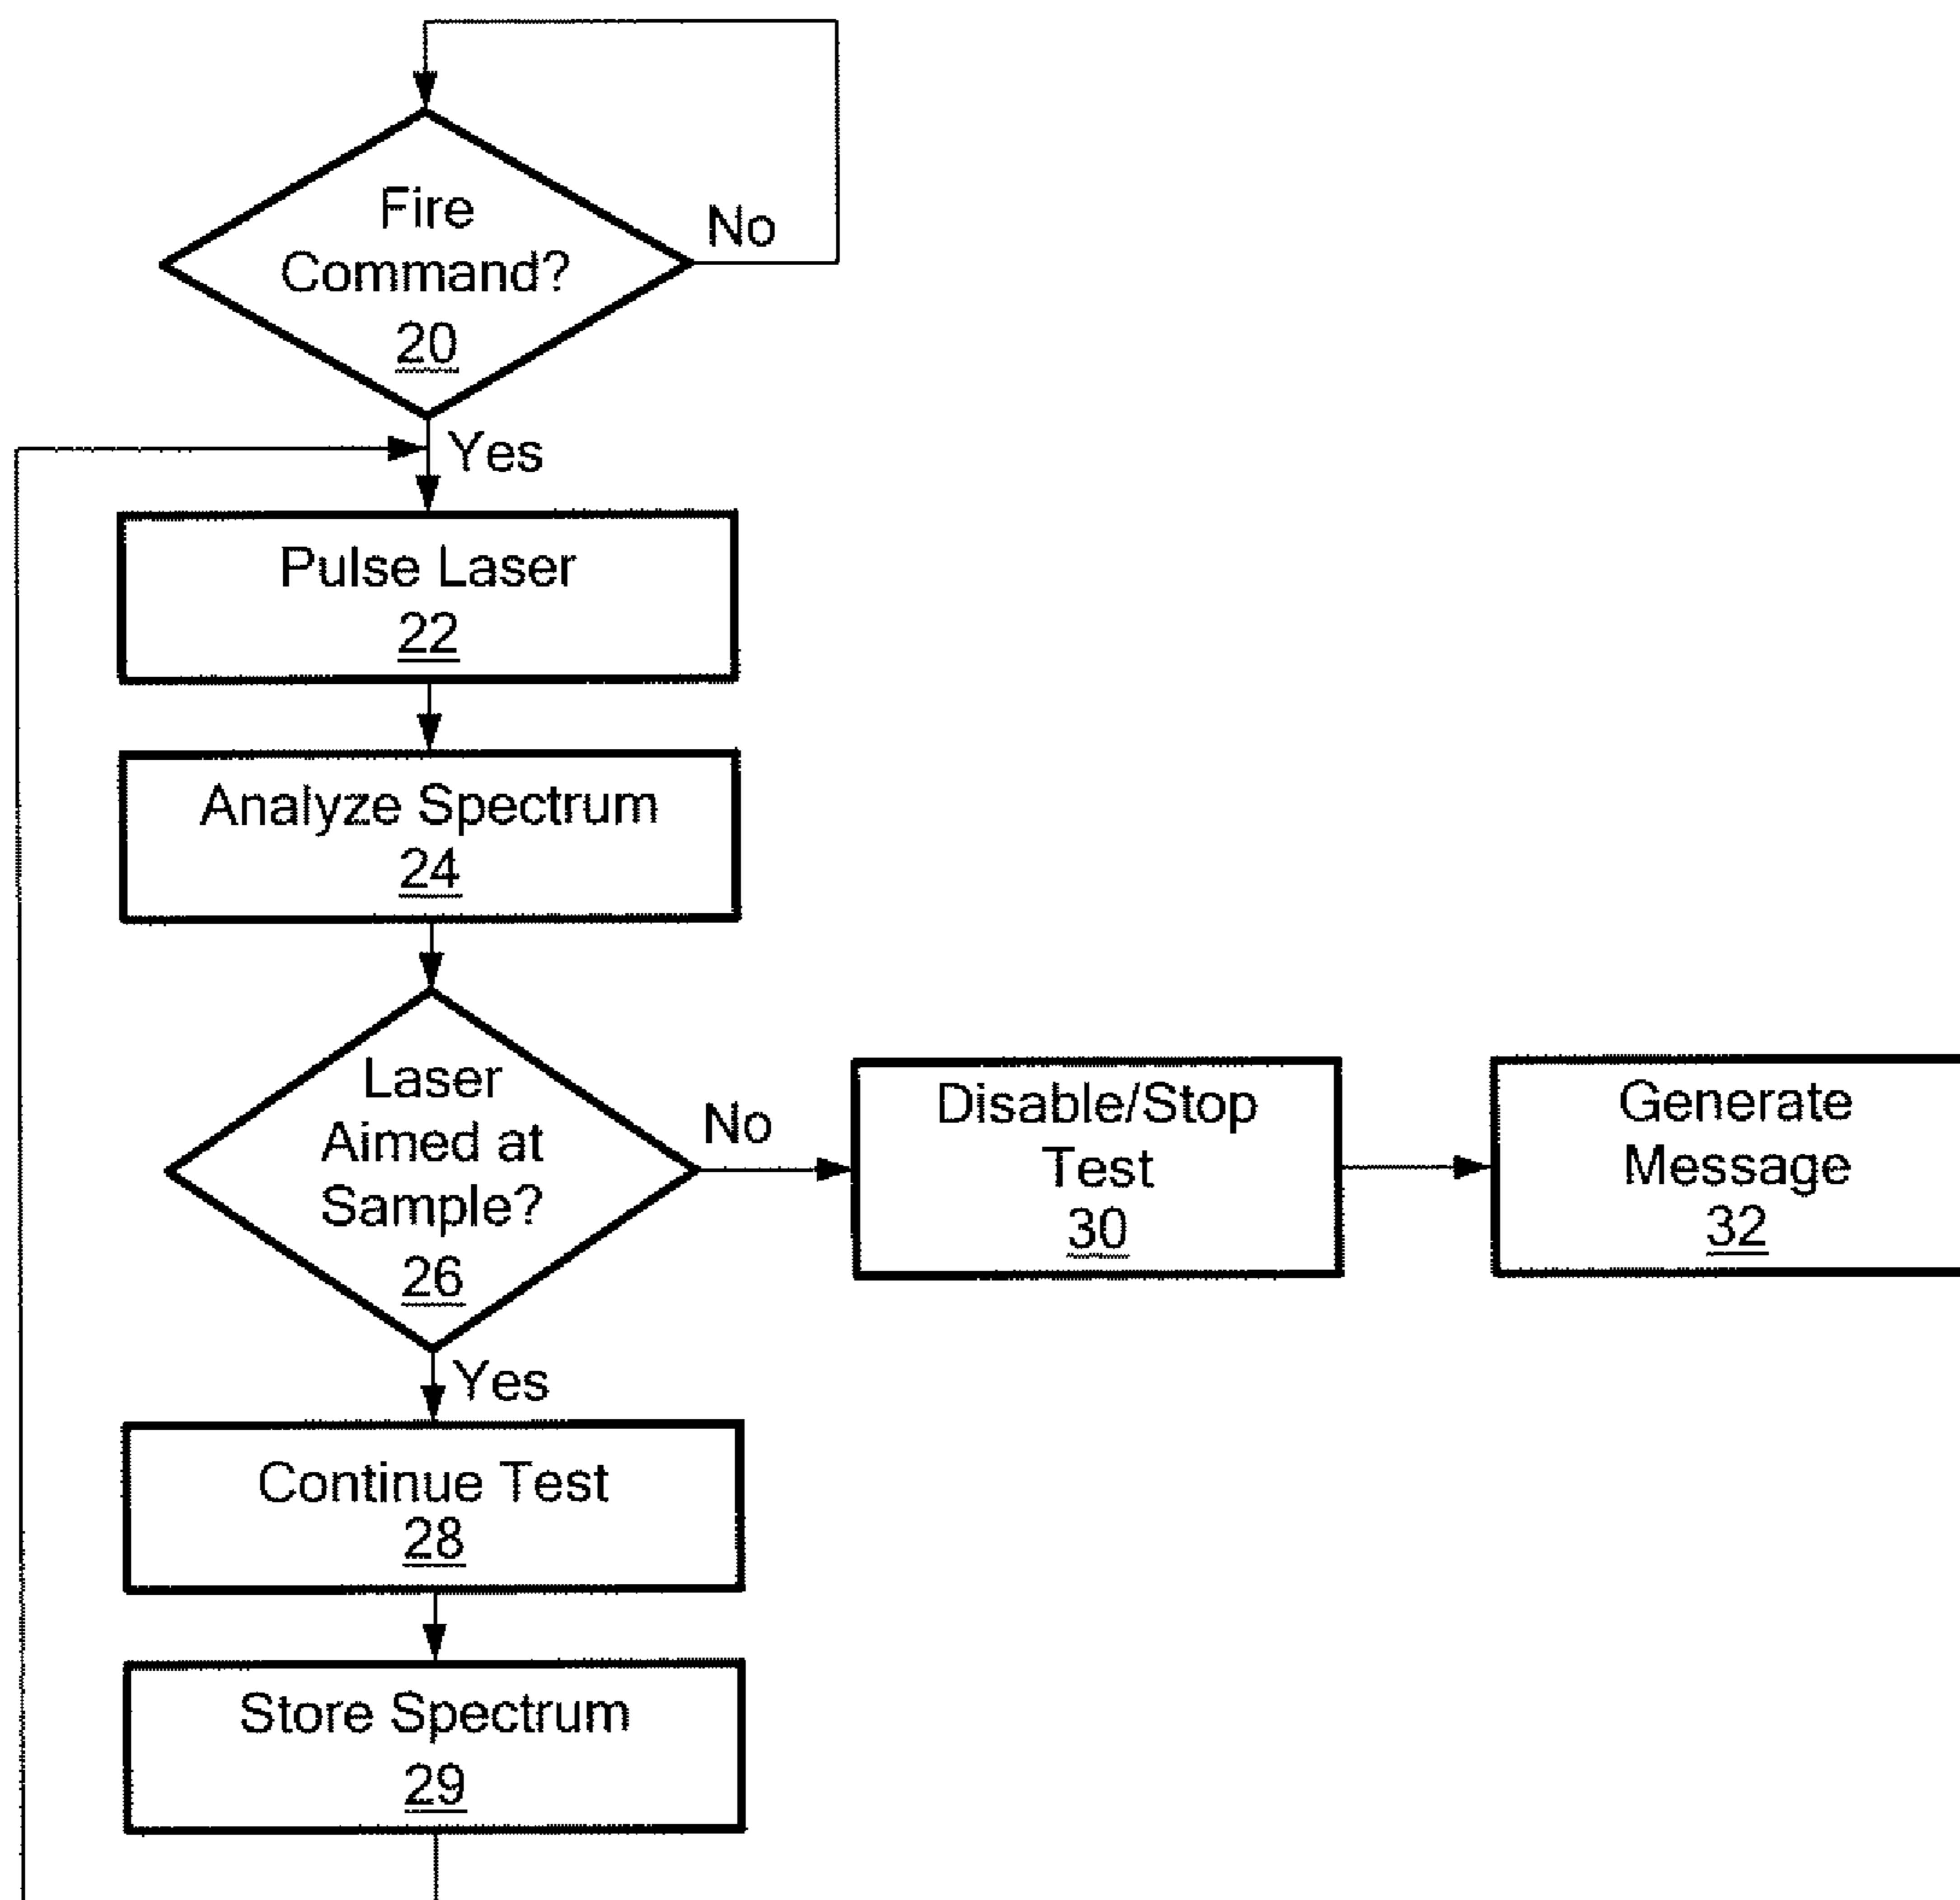 Fire
Command?
20
No
Yes
Pulse Laser
22
Analyze Spectrum
24
Laser
Aimed at
Sample?
26
No
Disable/Stop
Test
30
Generate
Message
32
Yes
Continue Test
28
Store Spectrum
29